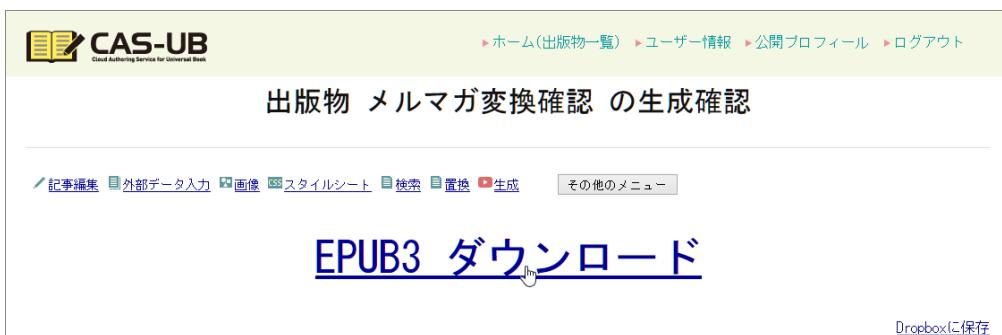 CAS-UB
Cloud Authoring Service for Universal Book
▸ホーム(出版物一覧) ▸ユーザー情報 ▸公開プロフィール ▸ログアウト
出版物 メルマガ変換確認 の生成確認
記事編集 外部データ入力 画像 CSS スタイルシート 検索 置換 生成 その他のメニュー
EPUB3 ダウンロード
Dropboxに保存